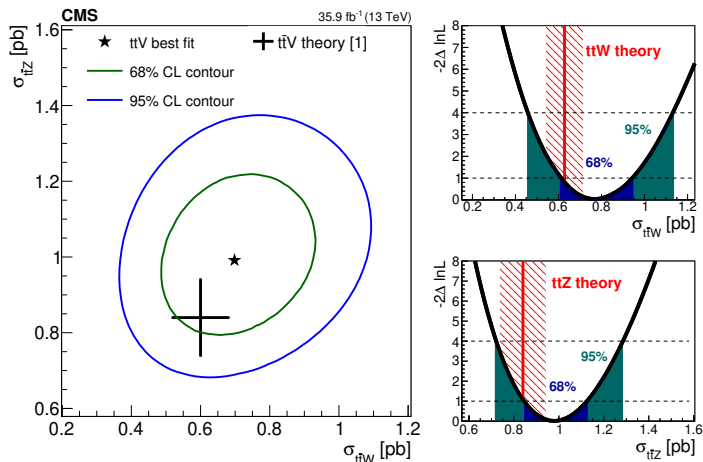 CMS 35.9 fb⁻¹ (13 TeV)
ttV best fit
tt̄V theory [1]
68% CL contour
95% CL contour
σtt̄Z [pb]
1.6
1.4
1.2
1
0.8
0.6
0.2 0.4 0.6 0.8 1.0 1.2
σtt̄W [pb]
-2Δ lnL
8
7
6
5
4
3
2
1
0
ttW theory
95%
68%
0.2 0.4 0.6 0.8 1 1.2
σtt̄W [pb]
-2Δ lnL
8
7
6
5
4
3
2
1
0
ttZ theory
95%
68%
0.6 0.8 1 1.2 1.4 1.6
σtt̄Z [pb]